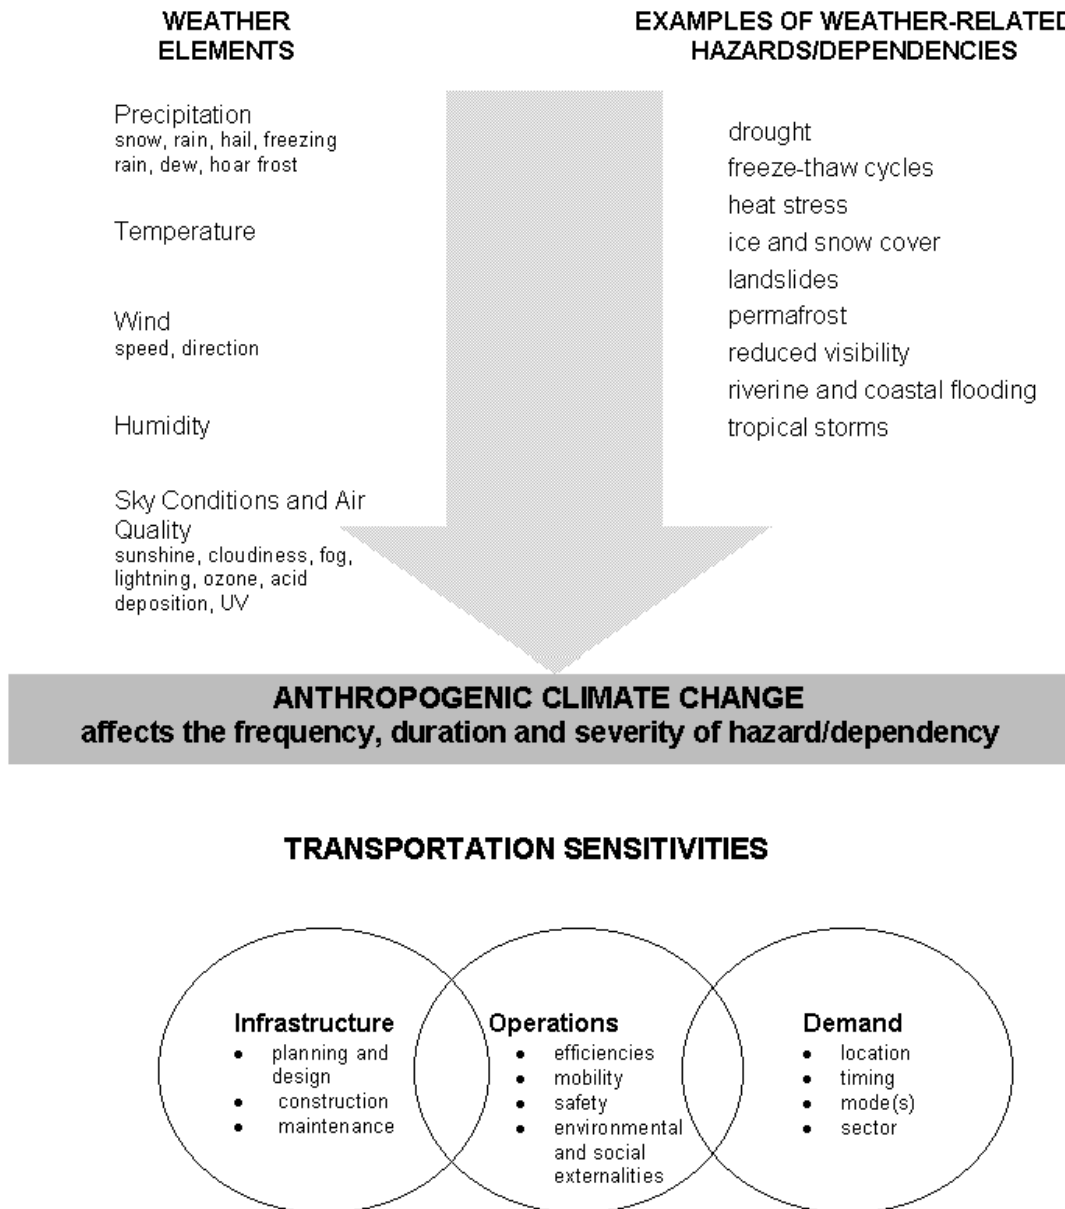 WEATHER
ELEMENTS
Precipitation
snow, rain, hail, freezing
rain, dew, hoar frost
Temperature
Wind
speed, direction
Humidity
Sky Conditions and Air
Quality
sunshine, cloudiness, fog,
lightning, ozone, acid
deposition, UV
EXAMPLES OF WEATHER-RELATED
HAZARDS/DEPENDENCIES
drought
freeze-thaw cycles
heat stress
ice and snow cover
landslides
permafrost
reduced visibility
riverine and coastal flooding
tropical storms
ANTHROPOGENIC CLIMATE CHANGE
affects the frequency, duration and severity of hazard/dependency
TRANSPORTATION SENSITIVITIES
Infrastructure
• planning and
design
• construction
• maintenance
Operations
• efficiencies
• mobility
• safety
• environmental
and social
externalities
Demand
• location
• timing
• mode(s)
• sector